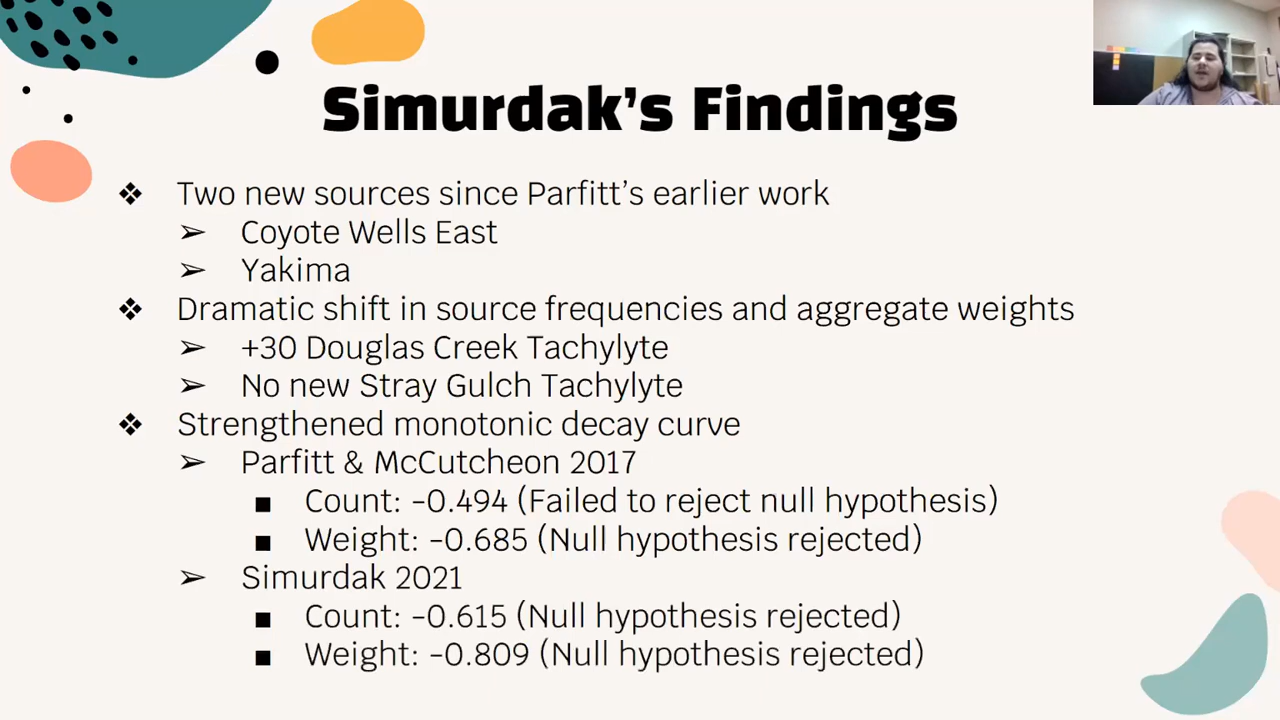 Simurdak's Findings
❖ Two new sources since Parfitt's earlier work
➢ Coyote Wells East
➢ Yakima
❖ Dramatic shift in source frequencies and aggregate weights
➢ +30 Douglas Creek Tachylyte
➢ No new Stray Gulch Tachylyte
❖ Strengthened monotonic decay curve
➢ Parfitt & McCutcheon 2017
■ Count: -0.494 (Failed to reject null hypothesis)
■ Weight: -0.685 (Null hypothesis rejected)
➢ Simurdak 2021
■ Count: -0.615 (Null hypothesis rejected)
■ Weight: -0.809 (Null hypothesis rejected)